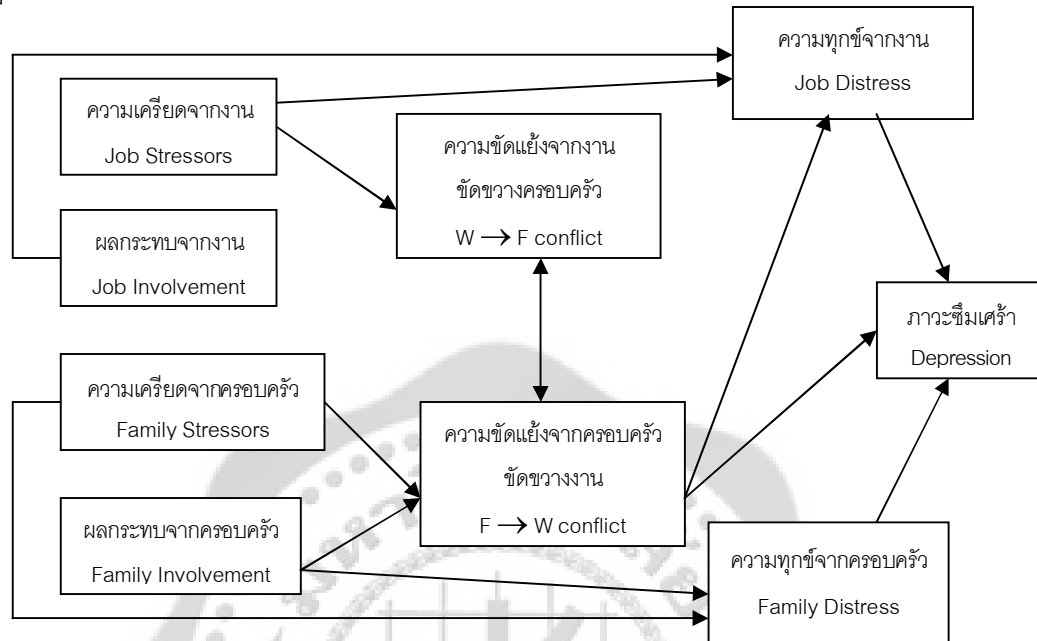 ความทุกข์จากงาน
Job Distress
ความเครียดจากงาน
Job Stressors
ความขัดแย้งจากงาน
ขัดขวางครอบครัว
W → F conflict
ผลกระทบจากงาน
Job Involvement
ภาวะซึมเศร้า
Depression
ความเครียดจากครอบครัว
Family Stressors
ความขัดแย้งจากครอบครัว
ขัดขวางงาน
F → W conflict
ผลกระทบจากครอบครัว
Family Involvement
ความทุกข์จากครอบครัว
Family Distress